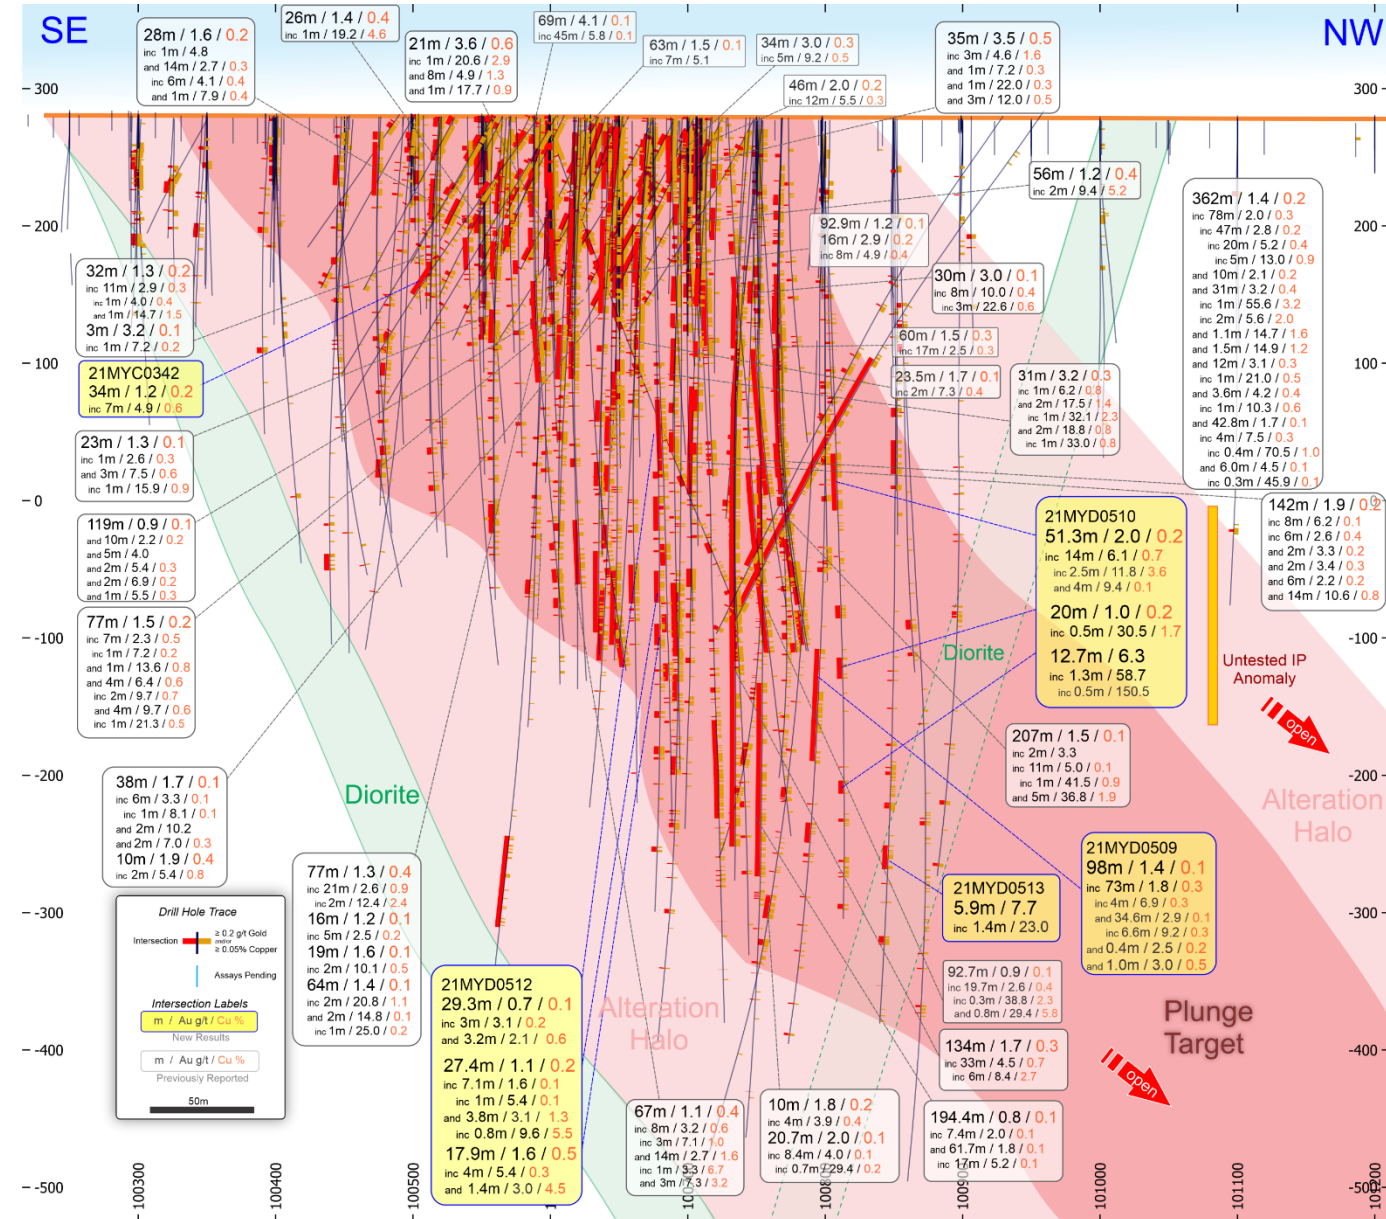 SE
NW
28m / 1.6 / 0.2
inc 1m / 4.8
and 14m / 2.7 / 0.3
inc 6m / 4.1 / 0.4
and 1m / 7.9 / 0.4
26m / 1.4 / 0.4
inc 1m / 19.2 / 4.6
21m / 3.6 / 0.6
inc 1m / 20.6 / 2.9
and 8m / 4.9 / 1.3
and 1m / 17.7 / 0.9
69m / 4.1 / 0.1
inc 45m / 5.8 / 0.1
63m / 1.5 / 0.1
inc 7m / 5.1
34m / 3.0 / 0.3
inc 5m / 9.2 / 0.5
46m / 2.0 / 0.2
inc 12m / 5.5 / 0.3
35m / 3.5 / 0.5
inc 3m / 4.6 / 1.6
and 1m / 7.2 / 0.3
and 1m / 22.0 / 0.3
and 3m / 12.0 / 0.5
300
300
200
200
100
100
0
0
-100
-100
-200
-200
-300
-300
-400
-400
-500
-500
56m / 1.2 / 0.4
inc 2m / 9.4 / 5.2
92.9m / 1.2 / 0.1
16m / 2.9 / 0.2
inc 8m / 4.9 / 0.4
30m / 3.0 / 0.1
inc 8m / 10.0 / 0.4
inc 3m / 22.6 / 0.6
60m / 1.5 / 0.3
inc 17m / 2.5 / 0.3
23.5m / 1.7 / 0.1
inc 2m / 7.3 / 0.4
31m / 3.2 / 0.3
inc 1m / 6.2 / 0.8
and 2m / 17.5 / 1.4
inc 1m / 32.1 / 2.3
and 2m / 18.8 / 0.8
inc 1m / 33.0 / 0.8
362m / 1.4 / 0.2
inc 78m / 2.0 / 0.3
inc 47m / 2.8 / 0.2
inc 20m / 5.2 / 0.4
inc 5m / 13.0 / 0.9
and 10m / 2.1 / 0.2
and 31m / 3.2 / 0.4
inc 1m / 55.6 / 3.2
inc 2m / 5.6 / 2.0
and 1.1m / 14.7 / 1.6
and 1.5m / 14.9 / 1.2
and 12m / 3.1 / 0.3
inc 1m / 21.0 / 0.5
and 3.6m / 4.2 / 0.4
inc 1m / 10.3 / 0.6
and 42.8m / 1.7 / 0.1
inc 4m / 7.5 / 0.3
inc 0.4m / 70.5 / 1.0
and 6.0m / 4.5 / 0.1
inc 0.3m / 45.9 / 0.1
142m / 1.9 / 0.2
inc 8m / 6.2 / 0.1
inc 6m / 2.6 / 0.4
and 2m / 3.3 / 0.2
and 2m / 3.4 / 0.3
and 6m / 2.2 / 0.2
and 14m / 10.6 / 0.8
32m / 1.3 / 0.2
inc 11m / 2.9 / 0.3
inc 1m / 4.0 / 0.4
and 1m / 14.7 / 1.5
3m / 3.2 / 0.1
inc 1m / 7.2 / 0.2
21MYC0342
34m / 1.2 / 0.2
inc 7m / 4.9 / 0.6
23m / 1.3 / 0.1
inc 1m / 2.6 / 0.3
and 3m / 7.5 / 0.6
inc 1m / 15.9 / 0.9
119m / 0.9 / 0.1
and 10m / 2.2 / 0.2
and 5m / 4.0
and 2m / 5.4 / 0.3
and 2m / 6.9 / 0.2
and 1m / 5.5 / 0.3
77m / 1.5 / 0.2
inc 7m / 2.3 / 0.5
inc 1m / 7.2 / 0.2
and 1m / 13.6 / 0.8
and 4m / 6.4 / 0.6
inc 2m / 9.7 / 0.7
and 4m / 9.7 / 0.6
inc 1m / 21.3 / 0.5
38m / 1.7 / 0.1
inc 6m / 3.3 / 0.1
inc 1m / 8.1 / 0.1
and 2m / 10.2
and 2m / 7.0 / 0.3
10m / 1.9 / 0.4
inc 2m / 5.4 / 0.8
21MYD0510
51.3m / 2.0 / 0.2
inc 14m / 6.1 / 0.7
inc 2.5m / 11.8 / 3.6
and 4m / 9.4 / 0.1
20m / 1.0 / 0.2
inc 0.5m / 30.5 / 1.7
12.7m / 6.3
inc 1.3m / 58.7
inc 0.5m / 150.5
Untested IP
Anomaly
open
Diorite
Diorite
207m / 1.5 / 0.1
inc 2m / 3.3
inc 11m / 5.0 / 0.1
inc 1m / 41.5 / 0.9
and 5m / 36.8 / 1.9
Alteration
Halo
21MYD0509
98m / 1.4 / 0.1
inc 73m / 1.8 / 0.3
inc 4m / 6.9 / 0.3
and 34.6m / 2.9 / 0.1
inc 6.6m / 9.2 / 0.3
and 0.4m / 2.5 / 0.2
and 1.0m / 3.0 / 0.5
21MYD0513
5.9m / 7.7
inc 1.4m / 23.0
77m / 1.3 / 0.4
inc 21m / 2.6 / 0.9
inc 2m / 12.4 / 2.4
16m / 1.2 / 0.1
inc 5m / 2.5 / 0.2
19m / 1.6 / 0.1
inc 2m / 10.1 / 0.5
64m / 1.4 / 0.1
inc 2m / 20.8 / 1.1
and 2m / 14.8 / 0.1
inc 1m / 25.0 / 0.2
21MYD0512
29.3m / 0.7 / 0.1
inc 3m / 3.1 / 0.2
and 3.2m / 2.1 / 0.6
27.4m / 1.1 / 0.2
inc 7.1m / 1.6 / 0.1
inc 1m / 5.4 / 0.1
and 3.8m / 3.1 / 1.3
inc 0.8m / 9.6 / 5.5
17.9m / 1.6 / 0.5
inc 4m / 5.4 / 0.3
and 1.4m / 3.0 / 4.5
Alteration
Halo
92.7m / 0.9 / 0.1
inc 19.7m / 2.6 / 0.4
inc 0.3m / 38.8 / 2.3
and 0.8m / 29.4 / 5.8
Plunge
Target
open
134m / 1.7 / 0.3
inc 33m / 4.5 / 0.7
inc 6m / 8.4 / 2.7
67m / 1.1 / 0.4
inc 8m / 3.2 / 0.6
inc 3m / 7.1 / 1.0
and 14m / 2.7 / 1.6
inc 1m / 3.3 / 6.7
and 3m / 7.3 / 3.2
10m / 1.8 / 0.2
inc 4m / 3.9 / 0.4
20.7m / 2.0 / 0.1
inc 8.4m / 4.0 / 0.1
inc 0.7m / 29.4 / 0.2
194.4m / 0.8 / 0.1
inc 7.4m / 2.0 / 0.1
and 61.7m / 1.8 / 0.1
inc 17m / 5.2 / 0.1
Drill Hole Trace
Intersection
≥ 0.2 g/t Gold
and/or
≥ 0.05% Copper
Assays Pending
Intersection Labels
m / Au g/t / Cu %
New Results
m / Au g/t / Cu %
Previously Reported
50m
100300
100400
100500
100800
100900
101000
101100
101200